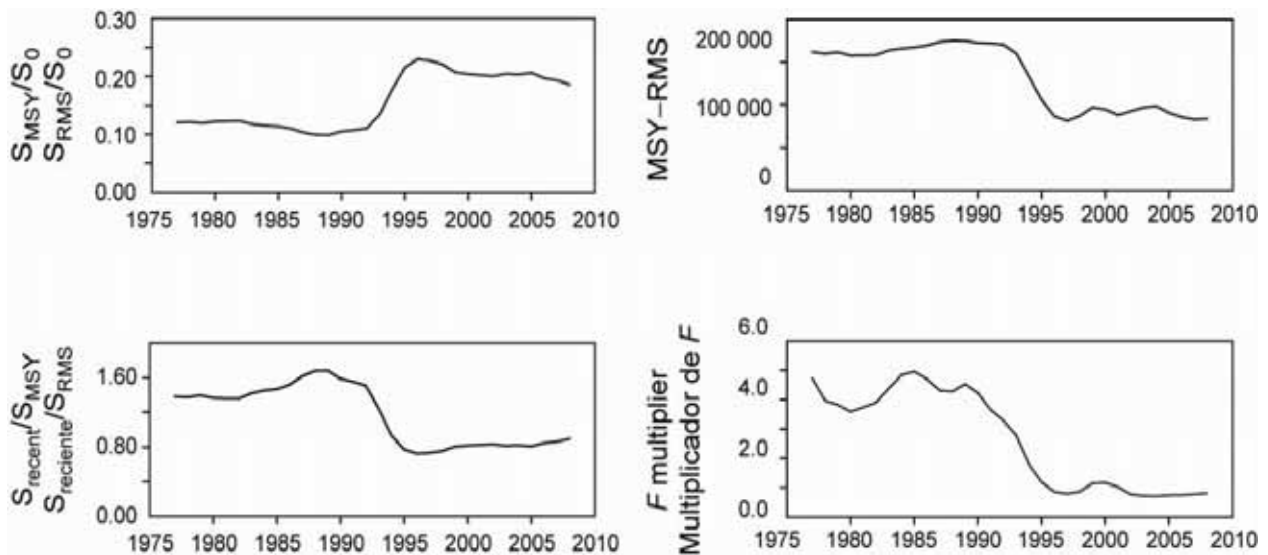 S_MSY/S_0
S_RMS/S_0
0.30
0.20
0.10
0.00
1975 1980 1985 1990 1995 2000 2005 2010
MSY–RMS
200 000
100 000
0
1975 1980 1985 1990 1995 2000 2005 2010
S_recent/S_MSY
S_reciente/S_RMS
1.60
0.80
0.00
1975 1980 1985 1990 1995 2000 2005 2010
F multiplier
Multiplicador de F
6.0
4.0
2.0
0.0
1975 1980 1985 1990 1995 2000 2005 2010